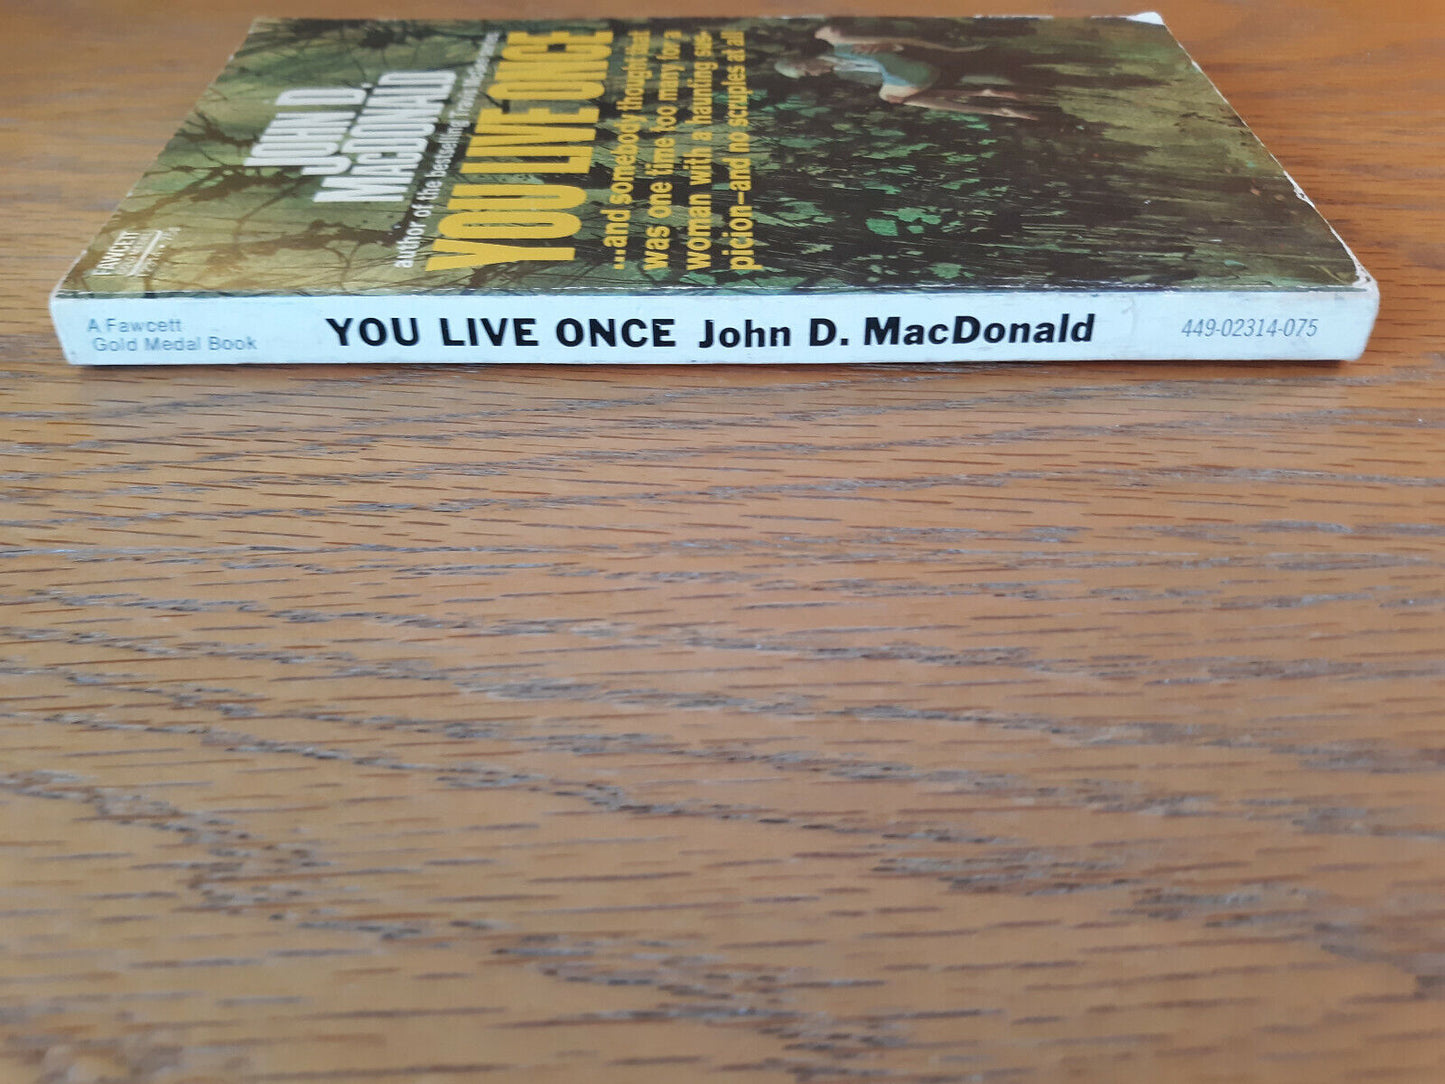 JOHN D.
MacDONALD
author of the bestselling Travis McGee series
YOU LIVE ONCE
...and somebody thought that
was one time too many for a
woman with a haunting sus-
picion—and no scruples at all
FAWCETT
A Fawcett
Gold Medal Book
YOU LIVE ONCE John D. MacDonald
449-02314-075